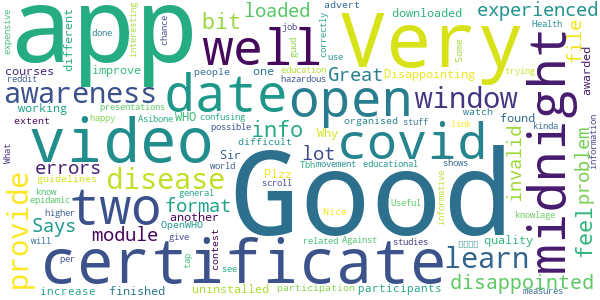 app
well
Very
bit
loaded
experienced
downloaded
different
improve
courses
reddit
expensive
done
interesting
chance
job
guud
education
hazardous
people
use
correctly
advert
Some
trying
Health
file
awarded
midnight
awareness
date
open
window
Great
Disappointing
working
presentations
one
What
extent
happy
Asibone
WHO
confusing
possible
organised
stuff
watch
found
kinda
link
information
video
info
covid
Why
difficult
errors
Sir
lot
Tbh
movement
educational
invalid
problem
disease
Plzz
world
scroll
shows
guidelines
know
epidemic
general
format
Good
Nice
Useful
informative
knowlage
feel
provide
two
Says
module
another
OpenWHO
higher
will
give
tap
contest
related
Against
studies
quality
certificate
learn
disappointed
per
see
increase
finished
uninstalled
participation
participants
measures